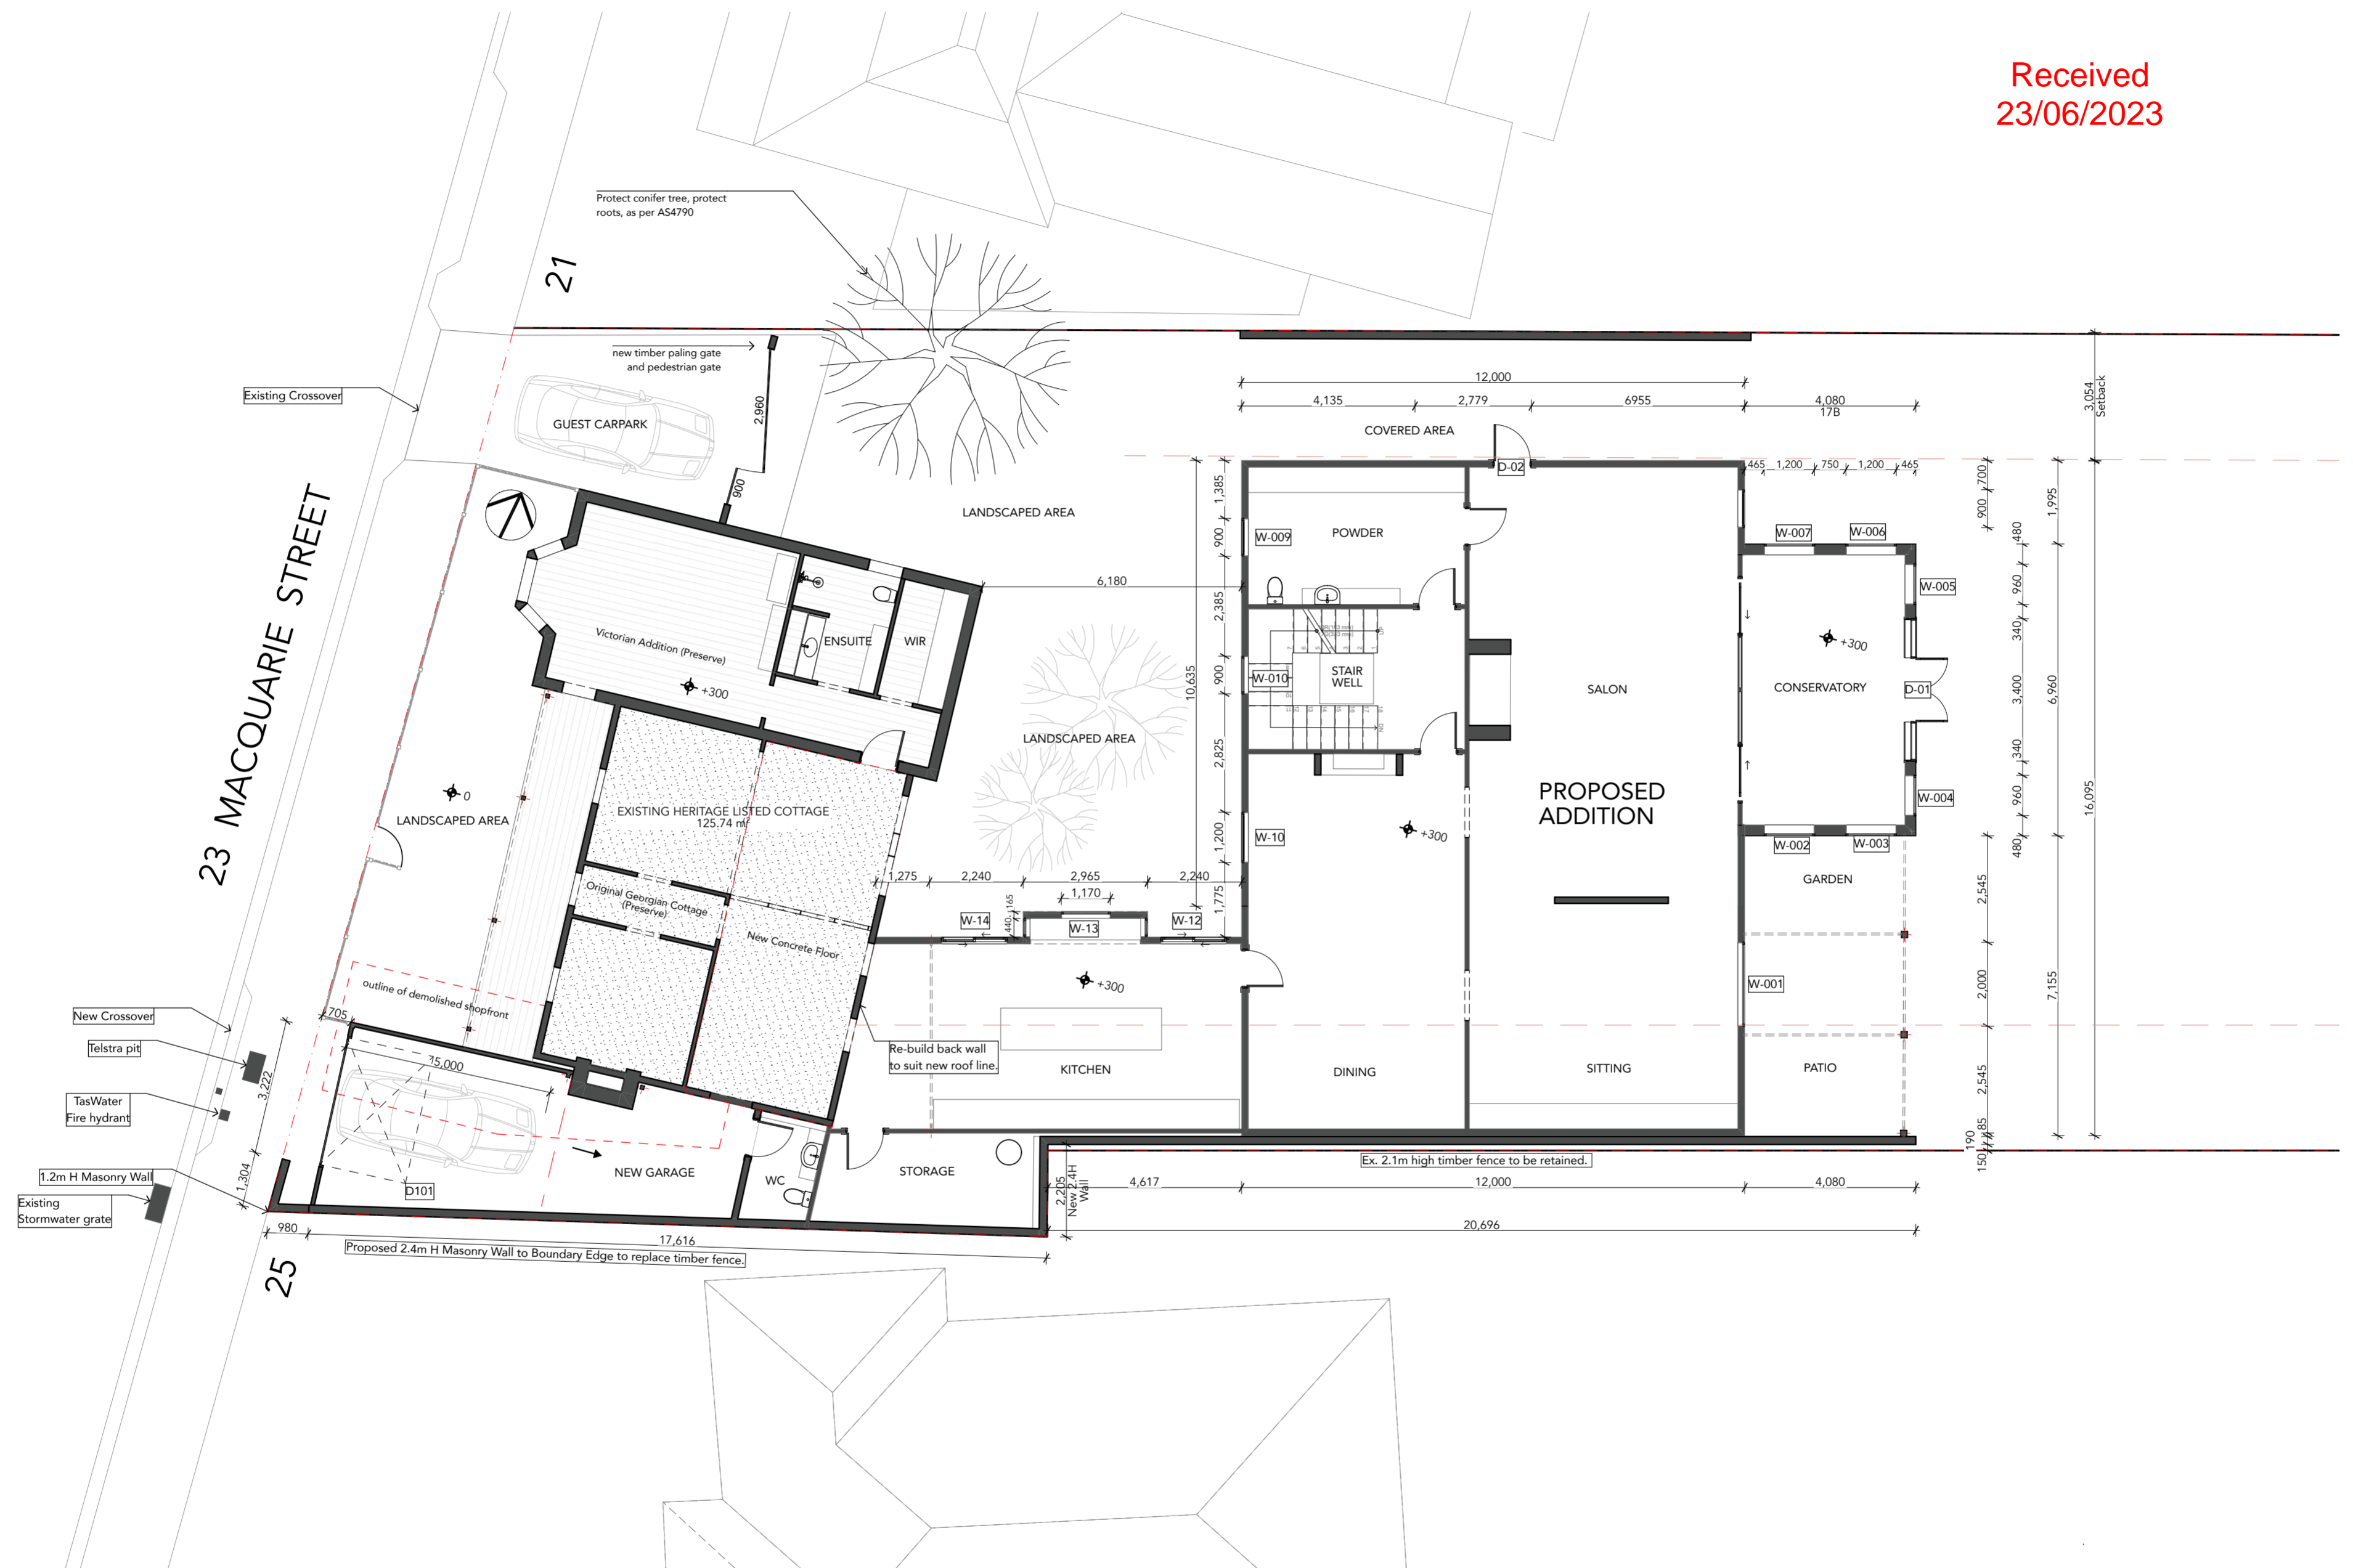 Received
23/06/2023
Protect conifer tree, protect
roots, as per AS4790
21
new timber paling gate
and pedestrian gate
Existing Crossover
GUEST CARPARK
2,960
900
12,000
4,135
2,779
6955
4,080
17B
3,054
Setback
COVERED AREA
D-02
465
1,200
750
1,200
465
LANDSCAPED AREA
23 MACQUARIE STREET
1,385
900
2,385
900
2,825
1,200
1,775
10,635
W-009
POWDER
W-007
W-006
W-005
700
900
1,995
480
960
340
3,400
340
960
480
6,960
16,095
6,180
Victorian Addition (Preserve)
ENSUITE
WIR
+300
W-010
STAIR
WELL
UP
DN
SALON
CONSERVATORY
+300
D-01
LANDSCAPED AREA
0
LANDSCAPED AREA
EXISTING HERITAGE LISTED COTTAGE
125.74 m²
PROPOSED
ADDITION
W-10
+300
W-004
W-002
W-003
GARDEN
1,275
2,240
2,965
2,240
1,170
165
440
W-14
W-13
W-12
Original Georgian Cottage
(Preserve)
New Concrete Floor
+300
W-001
2,545
2,000
2,545
85
190
150
7,155
outline of demolished shopfront
New Crossover
705
Telstra pit
3,222
15,000
Re-build back wall
to suit new roof line.
KITCHEN
DINING
SITTING
PATIO
TasWater
Fire hydrant
1.2m H Masonry Wall
1,304
Existing
Stormwater grate
D101
NEW GARAGE
WC
STORAGE
Ex. 2.1m high timber fence to be retained.
2,205
New 2.4H
Wall
4,617
12,000
4,080
20,696
980
17,616
Proposed 2.4m H Masonry Wall to Boundary Edge to replace timber fence.
25